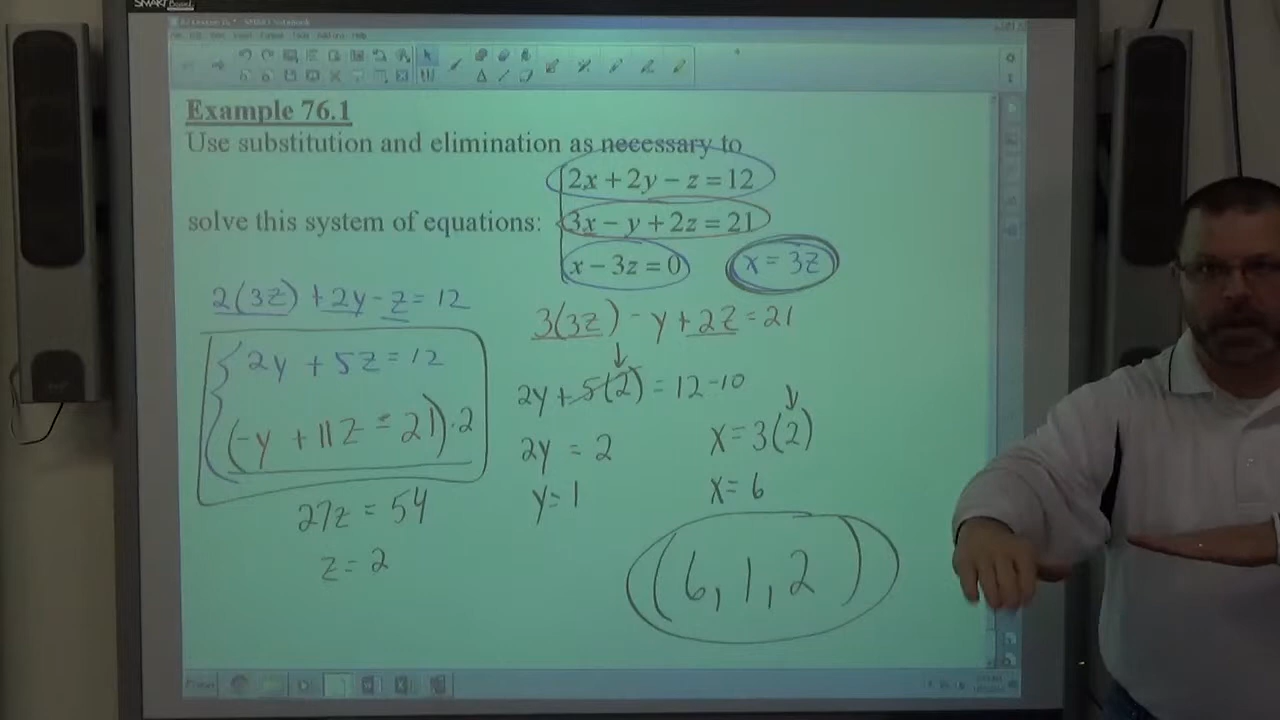 SMART Board
Example 76.1
Use substitution and elimination as necessary to
2x + 2y − z = 12
solve this system of equations: 3x − y + 2z = 21
x − 3z = 0 x = 3z
2(3z) + 2y - z = 12
3(3z) - y + 2z = 21
2y + 5z = 12
(-y + 11z = 21)·2
27z = 54
z = 2
2y + 5(2) = 12 - 10
2y = 2
y = 1
x = 3(2)
x = 6
(6, 1, 2)